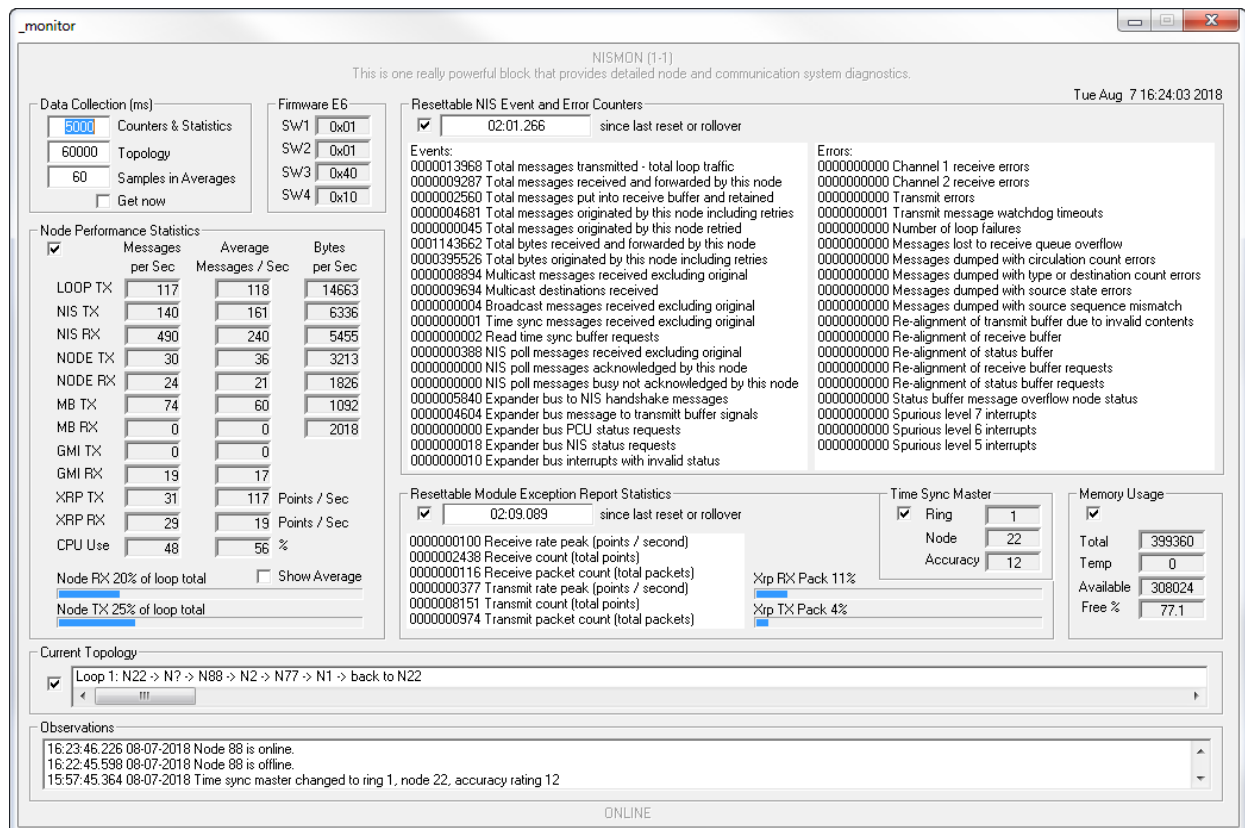 _monitor
NISMON (1-1)
This is one really powerful block that provides detailed node and communication system diagnostics.
Tue Aug 7 16:24:03 2018
Data Collection (ms)
5000 Counters & Statistics
60000 Topology
60 Samples in Averages
Get now
Firmware E6
SW1 0x01
SW2 0x01
SW3 0x40
SW4 0x10
Node Performance Statistics
Messages Average Bytes
per Sec Messages / Sec per Sec
LOOP TX 117 118 14663
NIS TX 140 161 6336
NIS RX 490 240 5455
NODE TX 30 36 3213
NODE RX 24 21 1826
MB TX 74 60 1092
MB RX 0 0 2018
GMI TX 0 0
GMI RX 19 17
XRP TX 31 117 Points / Sec
XRP RX 29 19 Points / Sec
CPU Use 48 56 %
Node RX 20% of loop total Show Average
Node TX 25% of loop total
Resettable NIS Event and Error Counters
02:01.266 since last reset or rollover
Events:
0000013968 Total messages transmitted - total loop traffic
0000009287 Total messages received and forwarded by this node
0000002560 Total messages put into receive buffer and retained
0000004681 Total messages originated by this node including retries
0000000045 Total messages originated by this node retried
0001143662 Total bytes received and forwarded by this node
0000395526 Total bytes originated by this node including retries
0000008894 Multicast messages received excluding original
0000009694 Multicast destinations received
0000000004 Broadcast messages received excluding original
0000000001 Time sync messages received excluding original
0000000002 Read time sync buffer requests
0000000388 NIS poll messages received excluding original
0000000000 NIS poll messages acknowledged by this node
0000000000 NIS poll messages busy not acknowledged by this node
0000005840 Expander bus to NIS handshake messages
0000004604 Expander bus message to transmitt buffer signals
0000000000 Expander bus PCU status requests
0000000018 Expander bus NIS status requests
0000000010 Expander bus interrupts with invalid status
Errors:
0000000000 Channel 1 receive errors
0000000000 Channel 2 receive errors
0000000000 Transmit errors
0000000001 Transmit message watchdog timeouts
0000000000 Number of loop failures
0000000000 Messages lost to receive queue overflow
0000000000 Messages dumped with circulation count errors
0000000000 Messages dumped with type or destination count errors
0000000000 Messages dumped with source state errors
0000000000 Messages dumped with source sequence mismatch
0000000000 Re-alignment of transmit buffer due to invalid contents
0000000000 Re-alignment of receive buffer
0000000000 Re-alignment of status buffer
0000000000 Re-alignment of receive buffer requests
0000000000 Re-alignment of status buffer requests
0000000000 Status buffer message overflow node status
0000000000 Spurious level 7 interrupts
0000000000 Spurious level 6 interrupts
0000000000 Spurious level 5 interrupts
Resettable Module Exception Report Statistics
02:09.089 since last reset or rollover
0000000100 Receive rate peak (points / second)
0000002438 Receive count (total points)
0000000116 Receive packet count (total packets)
0000000377 Transmit rate peak (points / second)
0000008151 Transmit count (total points)
0000000974 Transmit packet count (total packets)
Xrp RX Pack 11%
Xrp TX Pack 4%
Time Sync Master
Ring 1
Node 22
Accuracy 12
Memory Usage
Total 399360
Temp 0
Available 308024
Free % 77.1
Current Topology
Loop 1: N22 -> N? -> N88 -> N2 -> N77 -> N1 -> back to N22
Observations
16:23:46.226 08-07-2018 Node 88 is online.
16:22:45.598 08-07-2018 Node 88 is offline.
15:57:45.364 08-07-2018 Time sync master changed to ring 1, node 22, accuracy rating 12
ONLINE